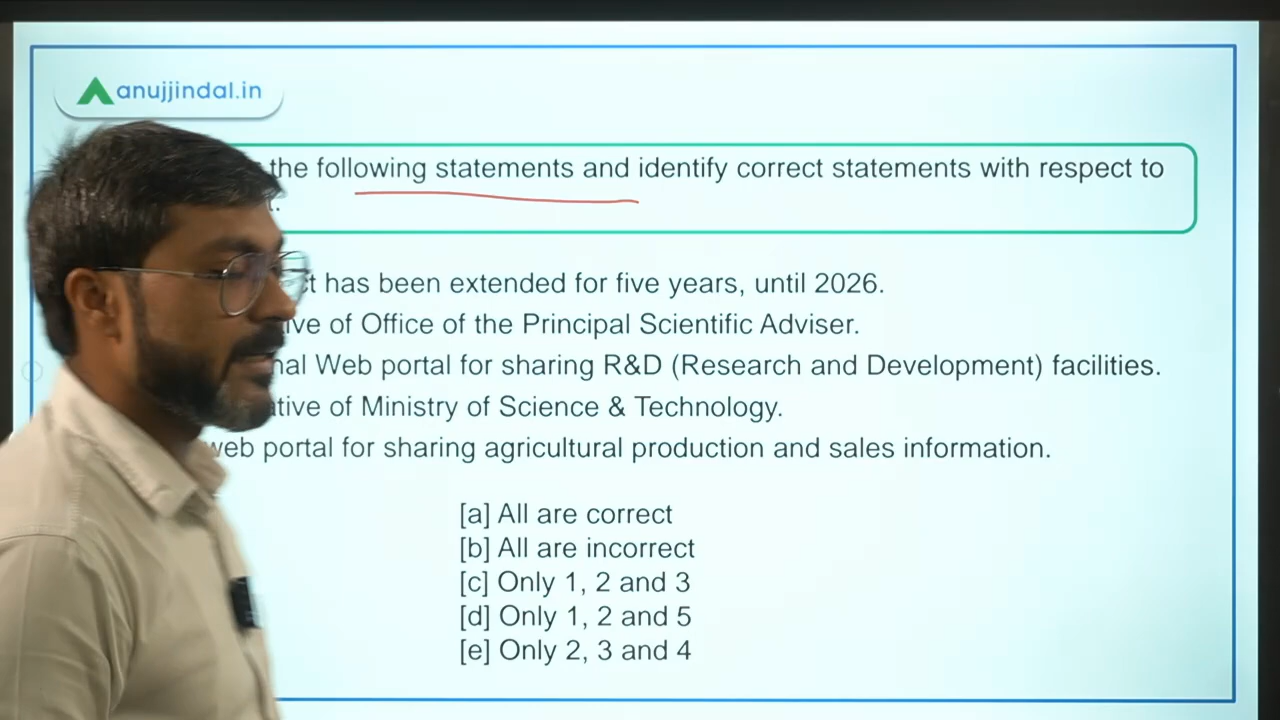 anujjindal.in
the following statements and identify correct statements with respect to
has been extended for five years, until 2026.
of Office of the Principal Scientific Adviser.
Web portal for sharing R&D (Research and Development) facilities.
of Ministry of Science & Technology.
web portal for sharing agricultural production and sales information.
[a] All are correct
[b] All are incorrect
[c] Only 1, 2 and 3
[d] Only 1, 2 and 5
[e] Only 2, 3 and 4